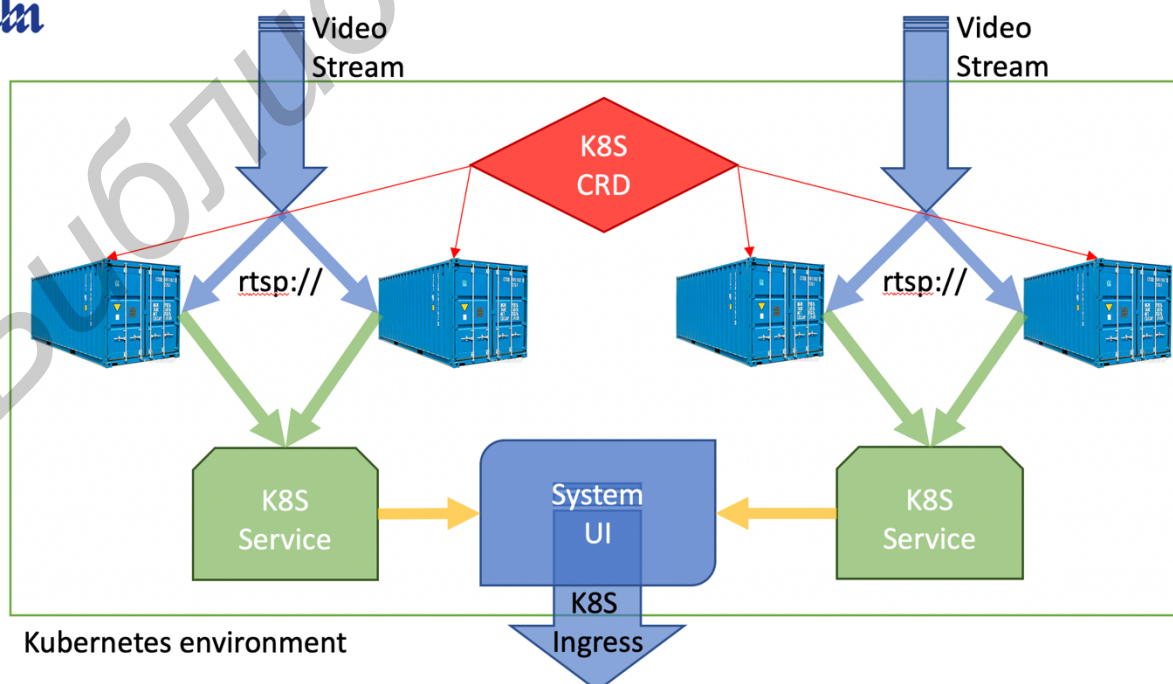 Video
Stream
Video
Stream
K8S
CRD
rtsp://
rtsp://
K8S
Service
System
UI
K8S
Service
K8S
Ingress
Kubernetes environment